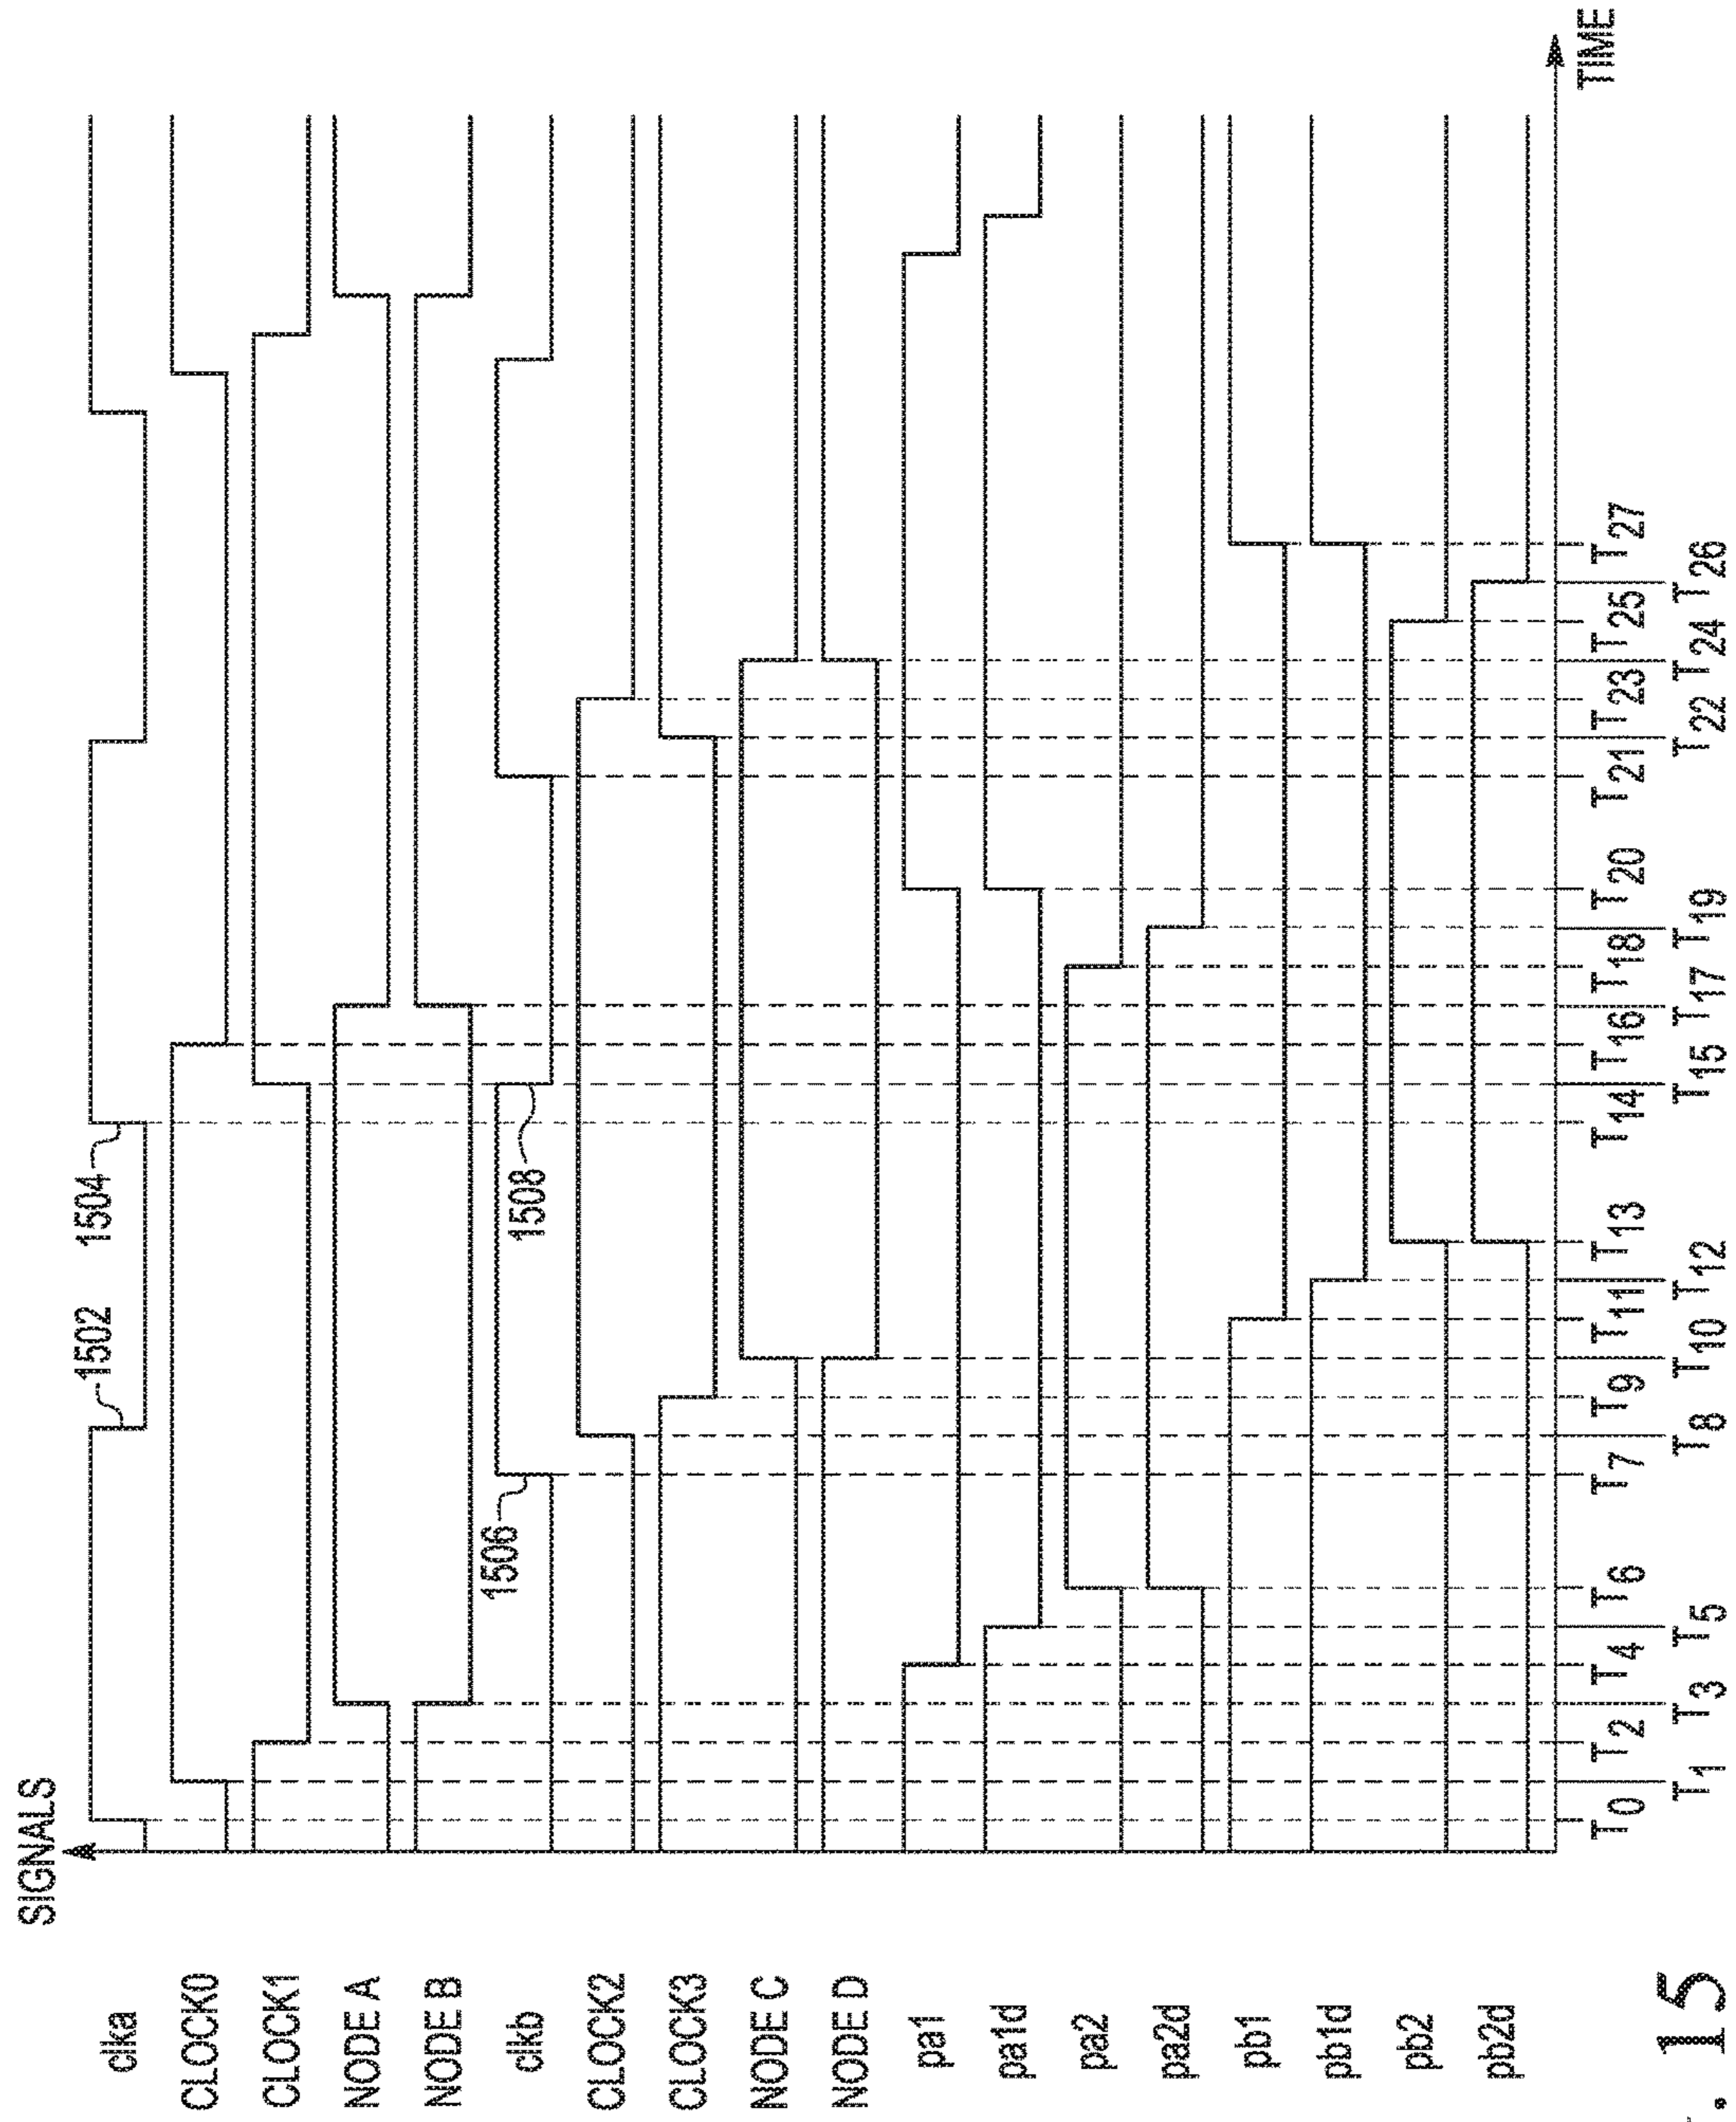 SIGNALS
clka
CLOCK0
CLOCK1
NODE A
NODE B
clkb
CLOCK2
CLOCK3
NODE C
NODE D
pa1
pa1d
pa2
pa2d
pb1
pb1d
pb2
pb2d
1502
1504
1506
1508
T0 T2 T4 T6 T7 T9 T11 T13 T14 T16 T18 T20 T21 T23 T25 T27
T1 T3 T5 T8 T10 T12 T15 T17 T19 T22 T24 T26
TIME
. 15